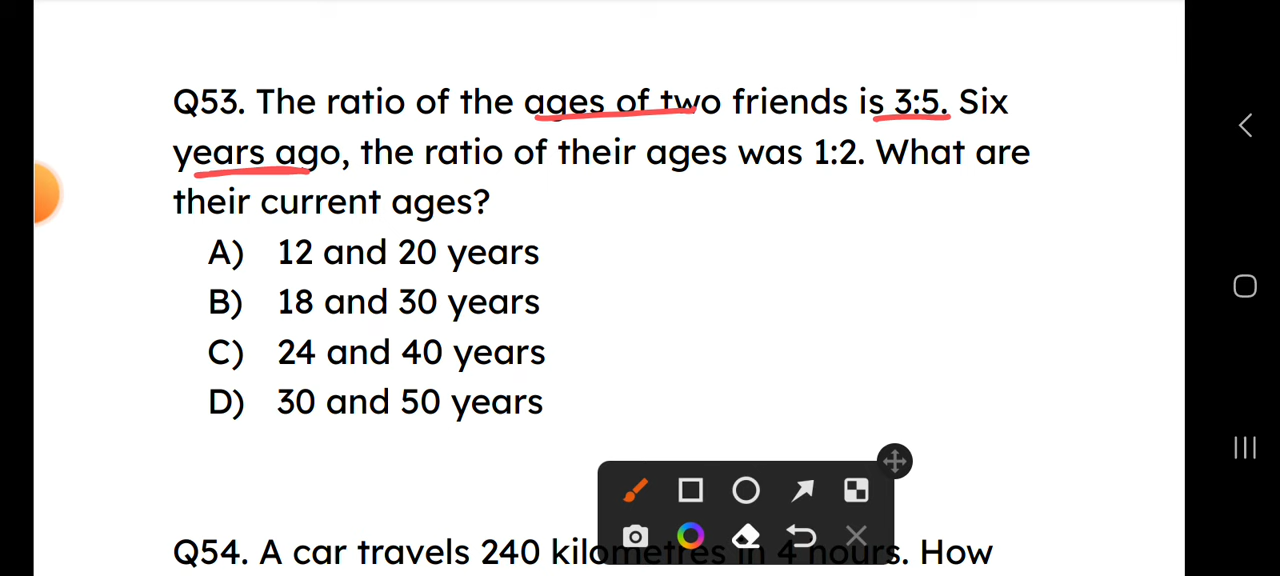 Q53. The ratio of the ages of two friends is 3:5. Six
years ago, the ratio of their ages was 1:2. What are
their current ages?
A) 12 and 20 years
B) 18 and 30 years
C) 24 and 40 years
D) 30 and 50 years
Q54. A car travels 240 kilometres in 4 hours. How